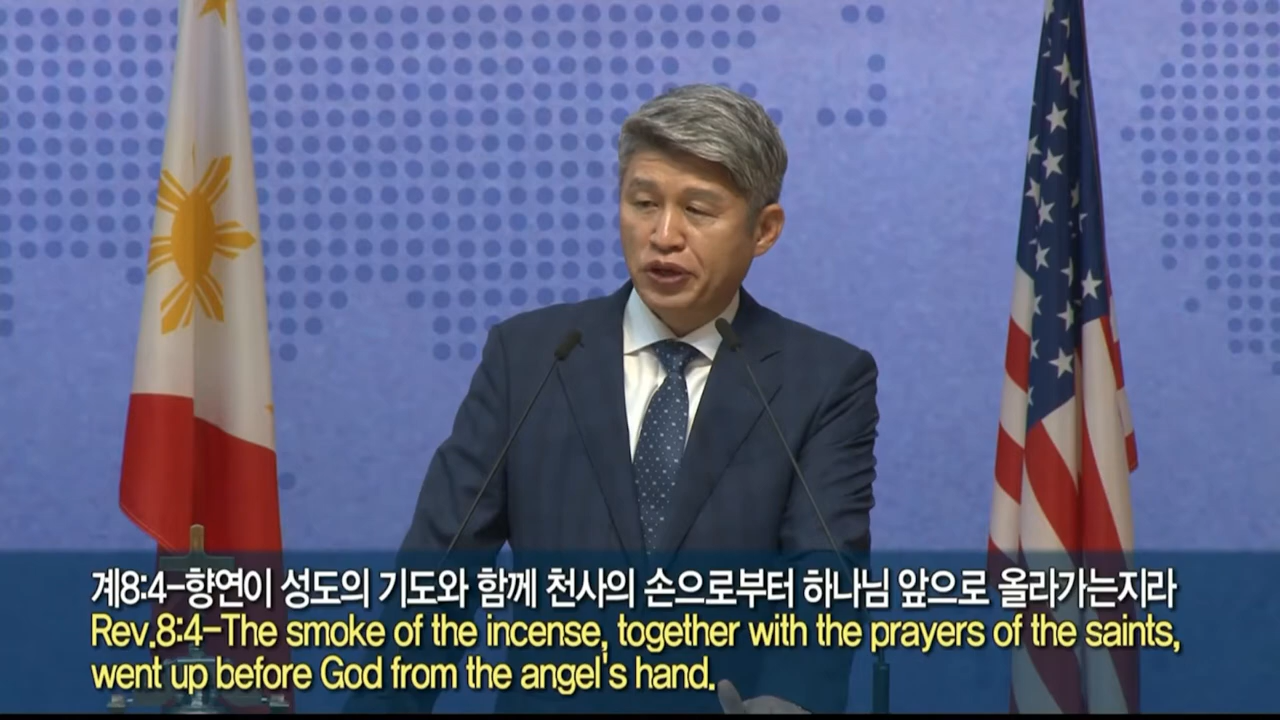 계8:4-향연이 성도의 기도와 함께 천사의 손으로부터 하나님 앞으로 올라가는지라
Rev.8:4-The smoke of the incense, together with the prayers of the saints,
went up before God from the angel's hand.